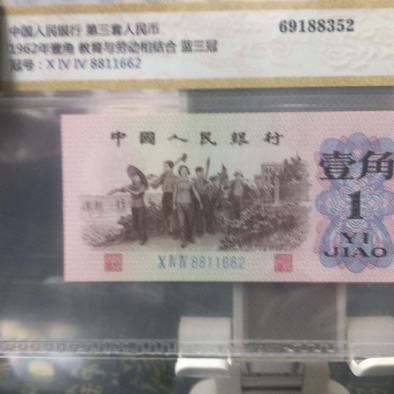 中国人民银行 第三套人民币
69188352
1962年壹角 教育与劳动相结合 蓝三冠
冠号：X IV IV 8811662
中國人民銀行
壹角
1
YI
JIAO
X IV IV 8811662